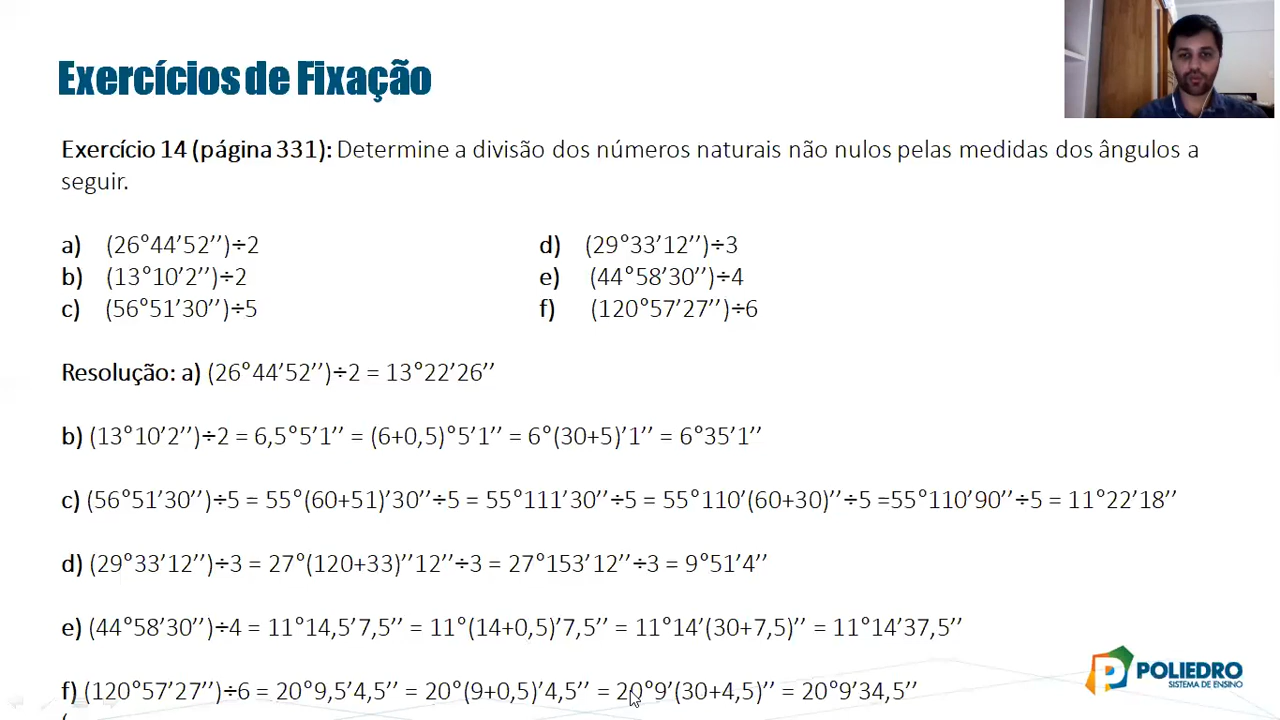 Exercícios de Fixação
Exercício 14 (página 331): Determine a divisão dos números naturais não nulos pelas medidas dos ângulos a
seguir.
a) (26°44’52’’)÷2
b) (13°10’2’’)÷2
c) (56°51’30’’)÷5
d) (29°33’12’’)÷3
e) (44°58’30’’)÷4
f) (120°57’27’’)÷6
Resolução: a) (26°44’52’’)÷2 = 13°22’26’’
b) (13°10’2’’)÷2 = 6,5°5’1’’ = (6+0,5)°5’1’’ = 6°(30+5)’1’’ = 6°35’1’’
c) (56°51’30’’)÷5 = 55°(60+51)’30’’÷5 = 55°111’30’’÷5 = 55°110’(60+30)’’÷5 =55°110’90’’÷5 = 11°22’18’’
d) (29°33’12’’)÷3 = 27°(120+33)’’12’’÷3 = 27°153’12’’÷3 = 9°51’4’’
e) (44°58’30’’)÷4 = 11°14,5’7,5’’ = 11°(14+0,5)’7,5’’ = 11°14’(30+7,5)’’ = 11°14’37,5’’
f) (120°57’27’’)÷6 = 20°9,5’4,5’’ = 20°(9+0,5)’4,5’’ = 20°9’(30+4,5)’’ = 20°9’34,5’’
POLIEDRO
SISTEMA DE ENSINO